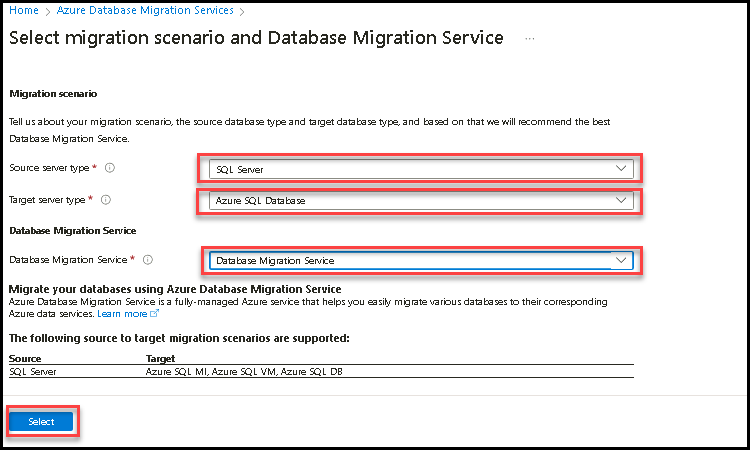 Home > Azure Database Migration Services >
Select migration scenario and Database Migration Service ...
Migration scenario
Tell us about your migration scenario, the source database type and target database type, and based on that we will recommend the best
Database Migration Service.
Source server type * SQL Server
Target server type * Azure SQL Database
Database Migration Service
Database Migration Service * Database Migration Service
Migrate your databases using Azure Database Migration Service
Azure Database Migration Service is a fully-managed Azure service that helps you easily migrate various databases to their corresponding
Azure data services. Learn more
The following source to target migration scenarios are supported:
Source Target
SQL Server Azure SQL MI, Azure SQL VM, Azure SQL DB
Select